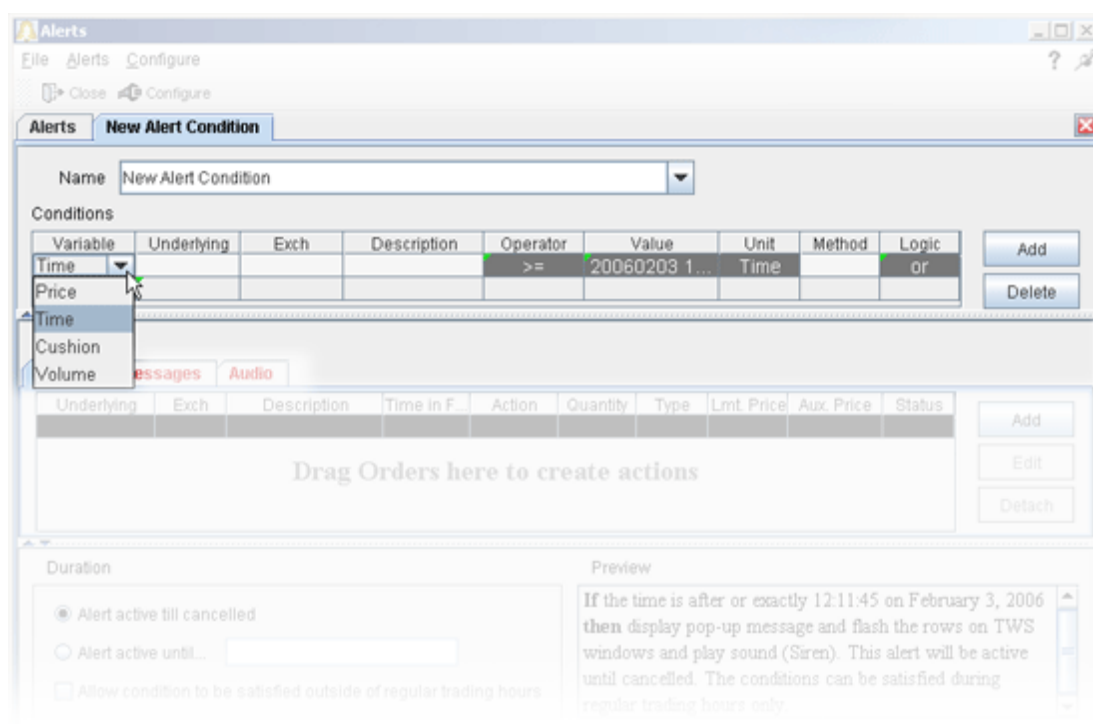 Alerts
File Alerts Configure ?
Close Configure
Alerts New Alert Condition
Name New Alert Condition
Conditions
Variable Underlying Exch Description Operator Value Unit Method Logic Add
Time >= 20060203 1... Time or
Price Delete
Time
Cushion
Volume essages Audio
Underlying Exch Description Time in F... Action Quantity Type Lmt. Price Aux. Price Status
Add
Drag Orders here to create actions Edit
Detach
Duration Preview
Alert active till cancelled
Alert active until...
Allow condition to be satisfied outside of regular trading hours
If the time is after or exactly 12:11:45 on February 3, 2006
then display pop-up message and flash the rows on TWS
windows and play sound (Siren). This alert will be active
until cancelled. The conditions can be satisfied during
regular trading hours only.